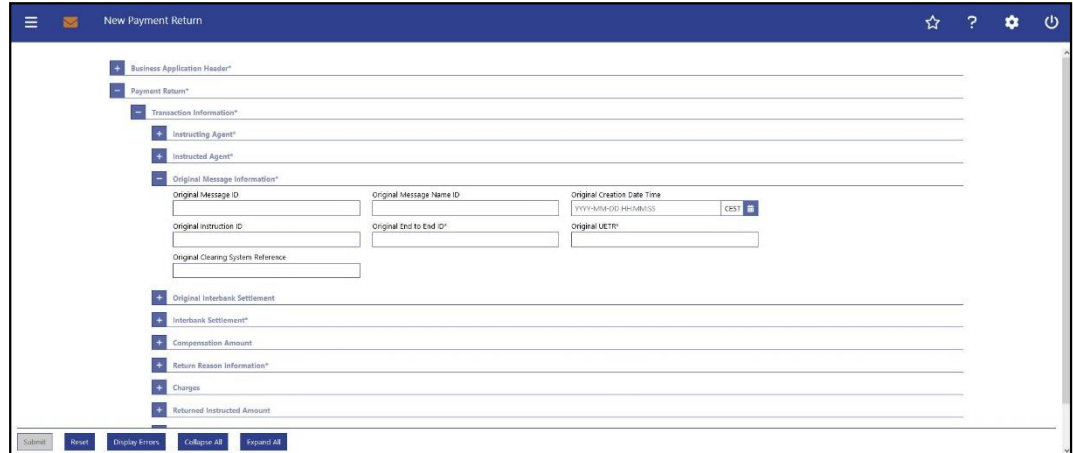 New Payment Return
?
Business Application Header*
Payment Return*
Transaction Information*
Instructing Agent*
Instructed Agent*
Original Message Information*
Original Message ID Original Message Name ID Original Creation Date Time
YYYY-MM-DD HH:MM:SS CEST
Original Instruction ID Original End to End ID* Original UETR*
Original Clearing System Reference
Original Interbank Settlement
Interbank Settlement*
Compensation Amount
Return Reason Information*
Charges
Returned Instructed Amount
Submit Reset Display Errors Collapse All Expand All